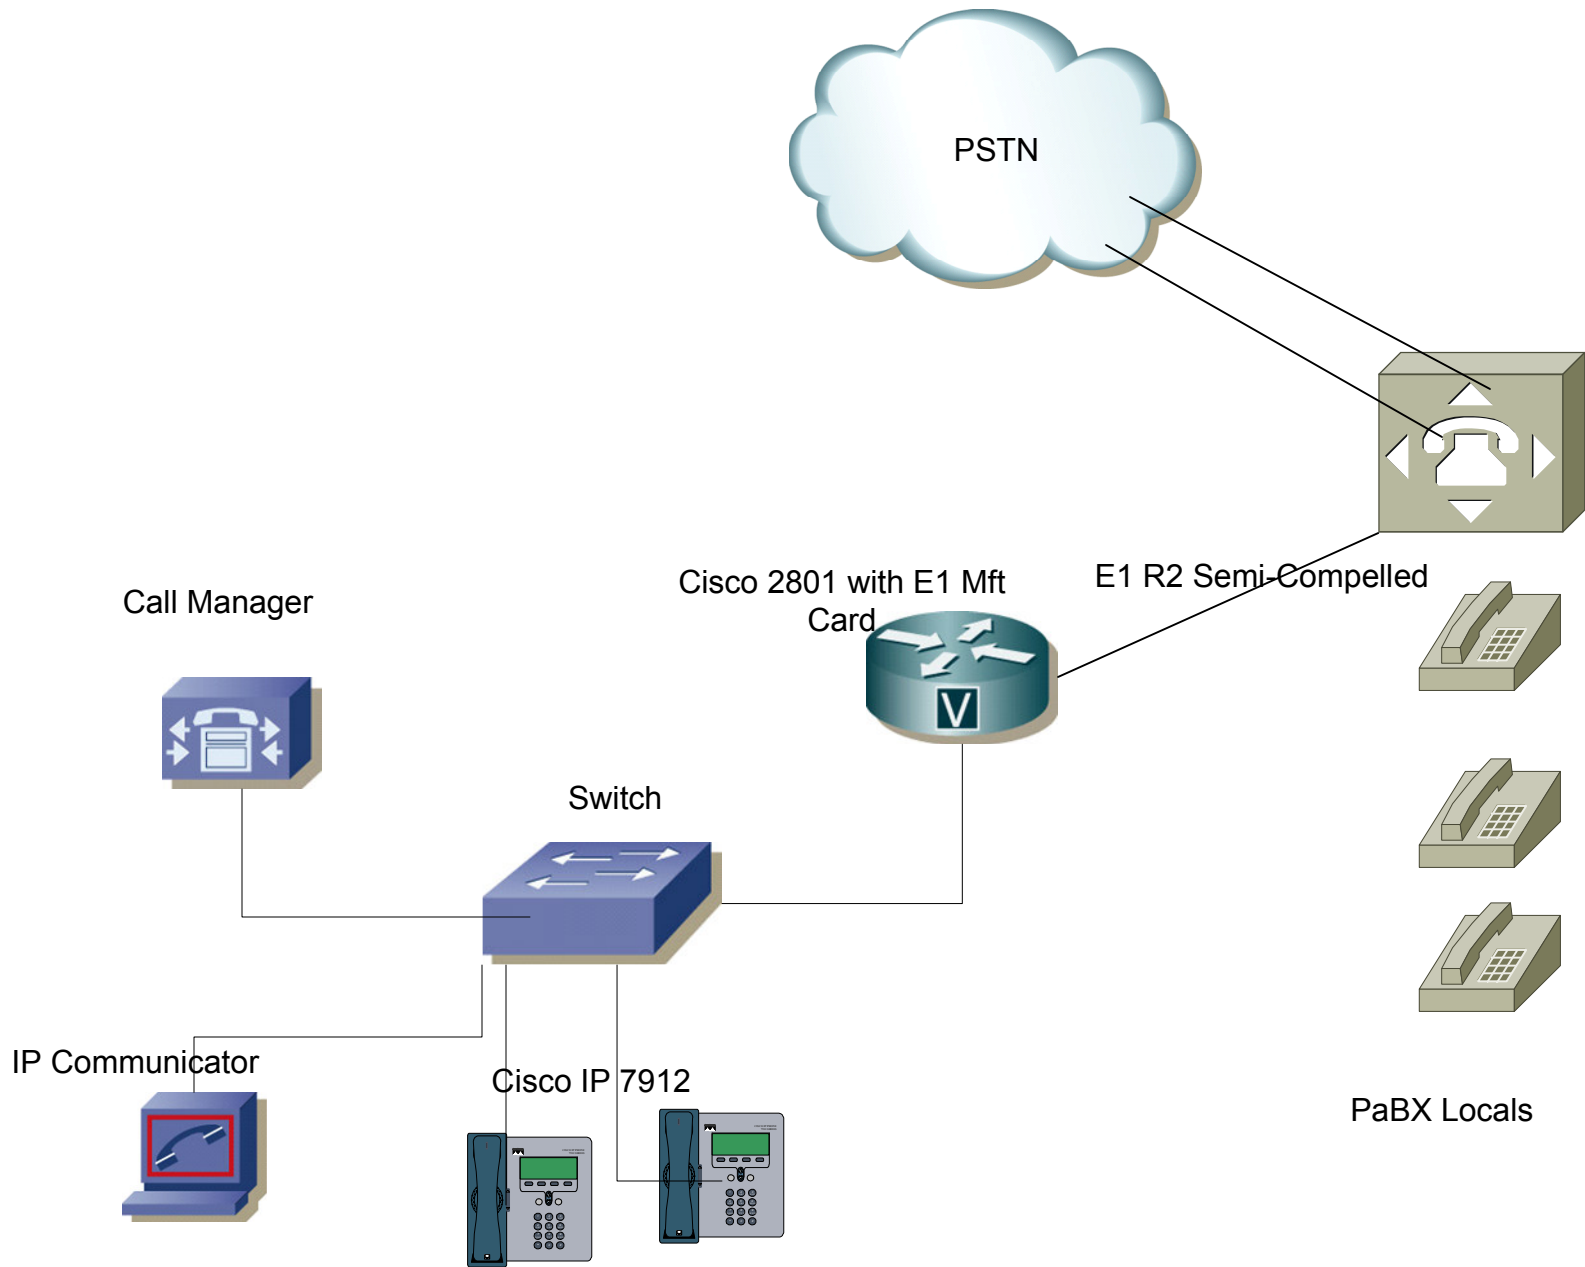 PSTN
Cisco 2801 with E1 Mft
Card
E1 R2 Semi-Compelled
Call Manager
V
Switch
IP Communicator
Cisco IP 7912
PaBX Locals